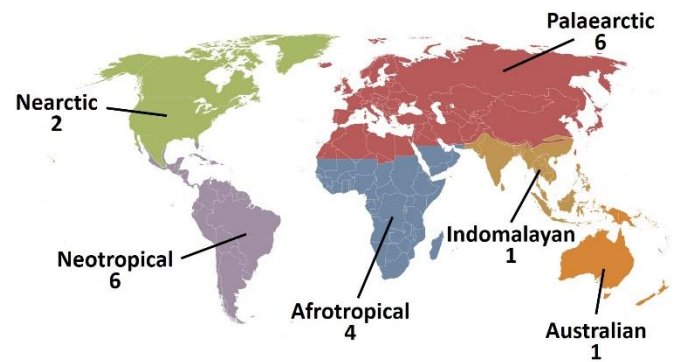 Palaearctic
6
Nearctic
2
Neotropical
6
Afrotropical
4
Indomalayan
1
Australian
1